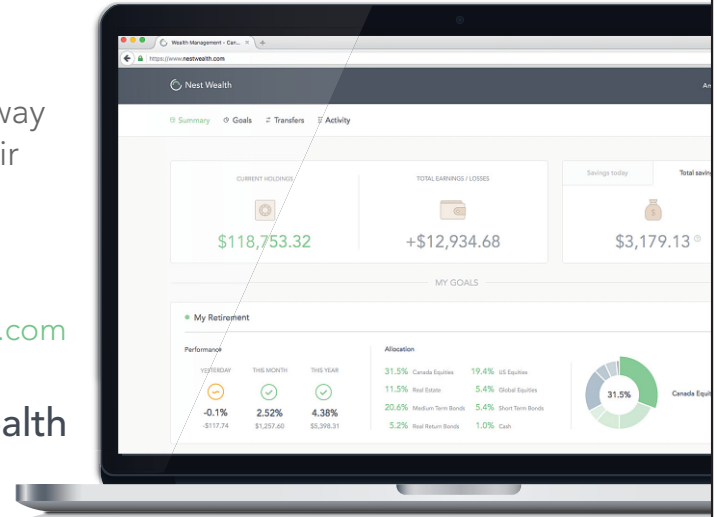 way
ir
.com
alth
Wealth Management - Can...
https://www.nestwealth.com
Nest Wealth
Summary Goals Transfers Activity
CURRENT HOLDINGS
$118,753.32
TOTAL EARNINGS / LOSSES
+$12,934.68
Savings today Total savin
$3,179.13
MY GOALS
My Retirement
Performance
YESTERDAY THIS MONTH THIS YEAR
-0.1% 2.52% 4.38%
-$117.74 $1,257.60 $5,398.31
Allocation
31.5% Canada Equities 19.4% US Equities
11.5% Real Estate 5.4% Global Equities
20.6% Medium Term Bonds 5.4% Short Term Bonds
5.2% Real Return Bonds 1.0% Cash
31.5%
Canada Equit